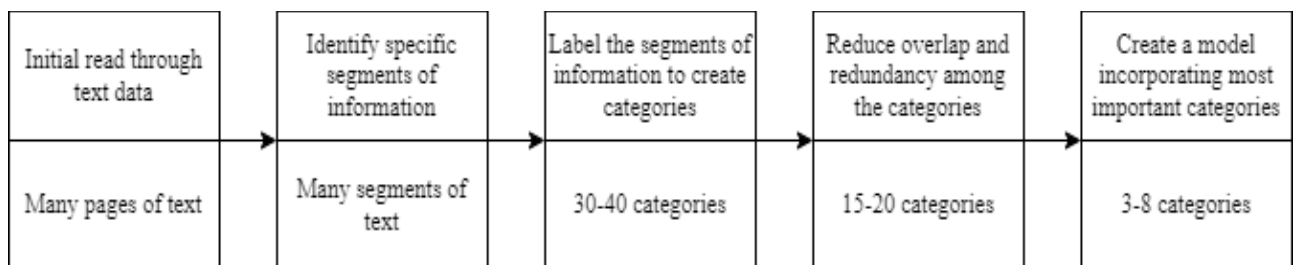 Initial read through
text data
Identify specific
segments of
information
Label the segments of
information to create
categories
Reduce overlap and
redundancy among
the categories
Create a model
incorporating most
important categories
Many pages of text
Many segments of
text
30-40 categories
15-20 categories
3-8 categories